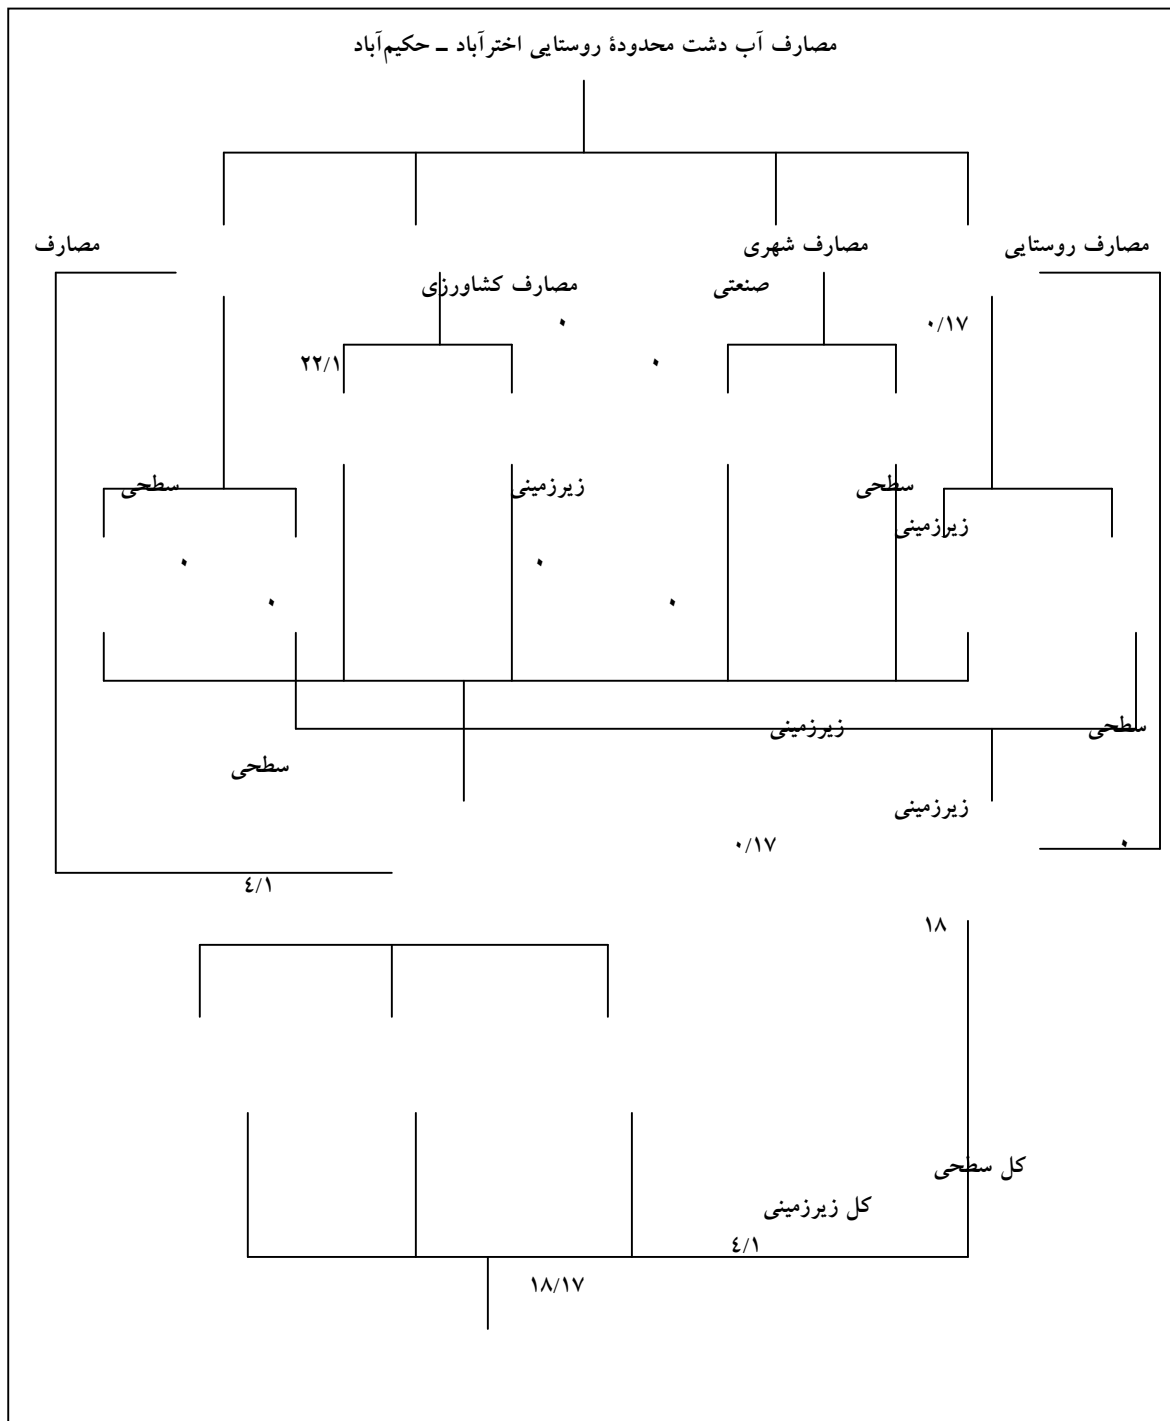 مصارف آب دشت محدودۀ روستایی اخترآباد ــ حکیم‌آباد
مصارف روستایی
مصارف شهری
مصارف
صنعتی
مصارف کشاورزی
۰/۱۷
۰
۰
۲۲/۱
سطحی
زیرزمینی
سطحی
زیرزمینی
۰
۰
۰
۰
سطحی
زیرزمینی
سطحی
زیرزمینی
۰
۰/۱۷
۴/۱
۱۸
کل سطحی
کل زیرزمینی
۴/۱
۱۸/۱۷